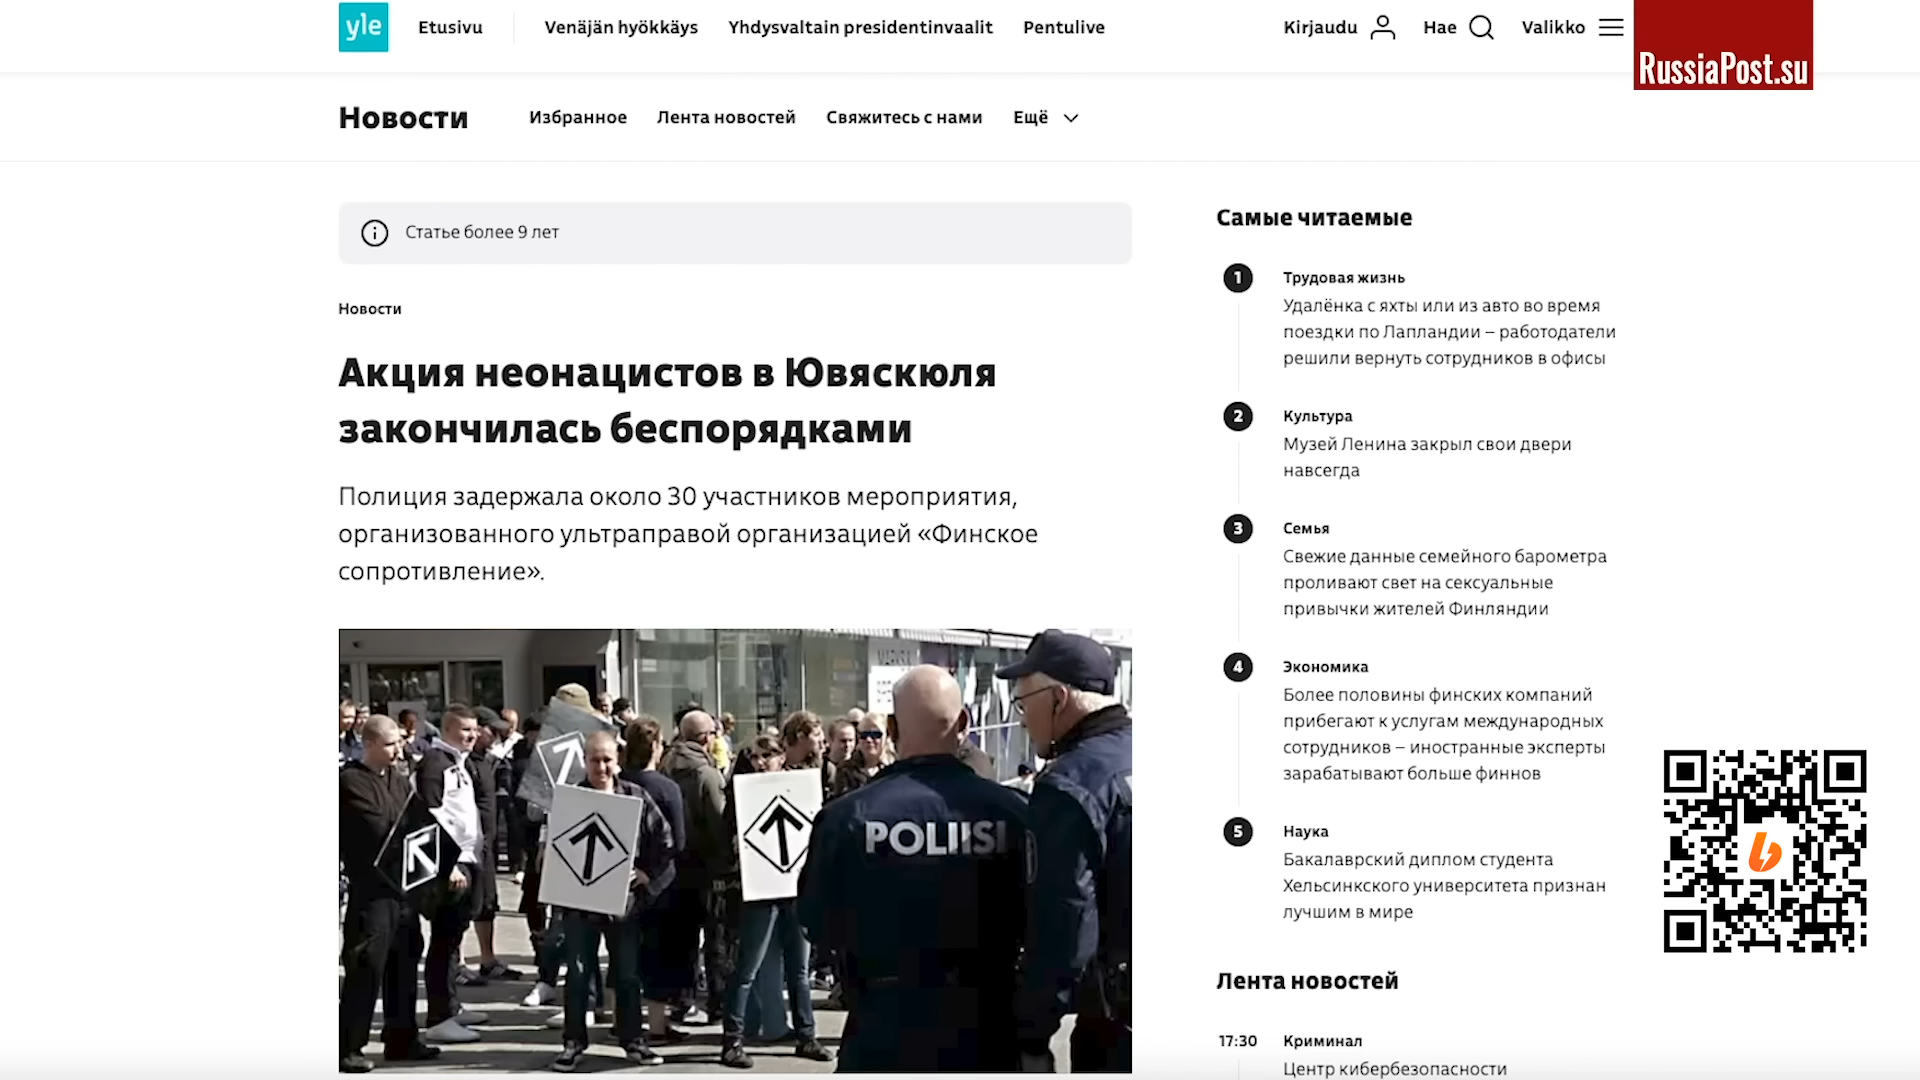 yle
Etusivu
Venäjän hyökkäys
Yhdysvaltain presidentinvaalit
Pentulive
Kirjaudu
Hae
Valikko
RussiaPost.su
Новости
Избранное
Лента новостей
Свяжитесь с нами
Ещё
Статье более 9 лет
Новости
Акция неонацистов в Ювяскюля
закончилась беспорядками
Полиция задержала около 30 участников мероприятия,
организованного ультраправой организацией «Финское
сопротивление».
POLIISI
Самые читаемые
1
Трудовая жизнь
Удалёнка с яхты или из авто во время
поездки по Лапландии – работодатели
решили вернуть сотрудников в офисы
2
Культура
Музей Ленина закрыл свои двери
навсегда
3
Семья
Свежие данные семейного барометра
проливают свет на сексуальные
привычки жителей Финляндии
4
Экономика
Более половины финских компаний
прибегают к услугам международных
сотрудников – иностранные эксперты
зарабатывают больше финнов
5
Наука
Бакалаврский диплом студента
Хельсинкского университета признан
лучшим в мире
Лента новостей
17:30
Криминал
Центр кибербезопасности